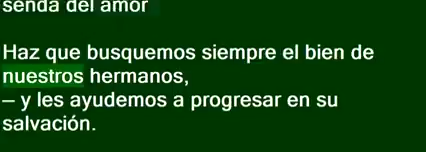 senda del amor
Haz que busquemos siempre el bien de
nuestros hermanos,
– y les ayudemos a progresar en su
salvación.